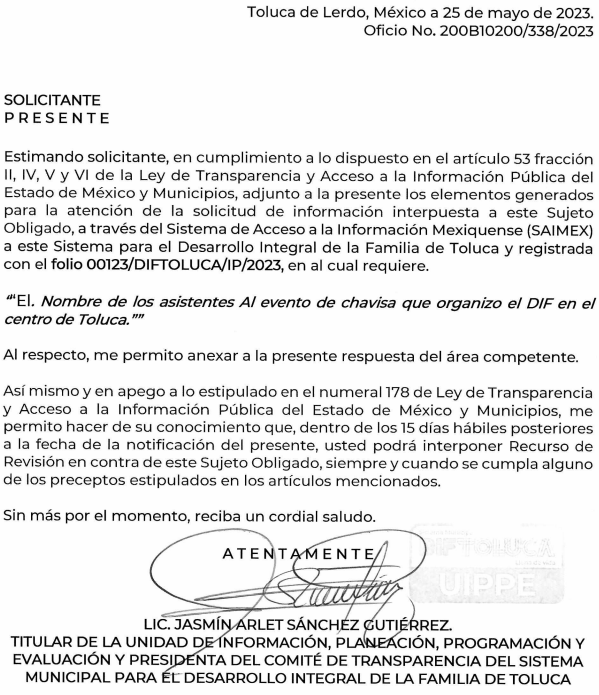 Toluca de Lerdo, México a 25 de mayo de 2023.
Oficio No. 200B10200/338/2023
SOLICITANTE
P R E S E N T E
Estimando solicitante, en cumplimiento a lo dispuesto en el artículo 53 fracción
II, IV, V y VI de la Ley de Transparencia y Acceso a la Información Pública del
Estado de México y Municipios, adjunto a la presente los elementos generados
para la atención de la solicitud de información interpuesta a este Sujeto
Obligado, a través del Sistema de Acceso a la Información Mexiquense (SAIMEX)
a este Sistema para el Desarrollo Integral de la Familia de Toluca y registrada
con el folio 00123/DIFTOLUCA/IP/2023, en al cual requiere.
“"El. Nombre de los asistentes Al evento de chavisa que organizo el DIF en el
centro de Toluca.””
Al respecto, me permito anexar a la presente respuesta del área competente.
Así mismo y en apego a lo estipulado en el numeral 178 de Ley de Transparencia
y Acceso a la Información Pública del Estado de México y Municipios, me
permito hacer de su conocimiento que, dentro de los 15 días hábiles posteriores
a la fecha de la notificación del presente, usted podrá interponer Recurso de
Revisión en contra de este Sujeto Obligado, siempre y cuando se cumpla alguno
de los preceptos estipulados en los artículos mencionados.
Sin más por el momento, reciba un cordial saludo.
A T E N T A M E N T E
DIFTOLUCA
UIPPE
LIC. JASMÍN ARLET SÁNCHEZ GUTIÉRREZ.
TITULAR DE LA UNIDAD DE INFORMACIÓN, PLANEACIÓN, PROGRAMACIÓN Y
EVALUACIÓN Y PRESIDENTA DEL COMITÉ DE TRANSPARENCIA DEL SISTEMA
MUNICIPAL PARA EL DESARROLLO INTEGRAL DE LA FAMILIA DE TOLUCA